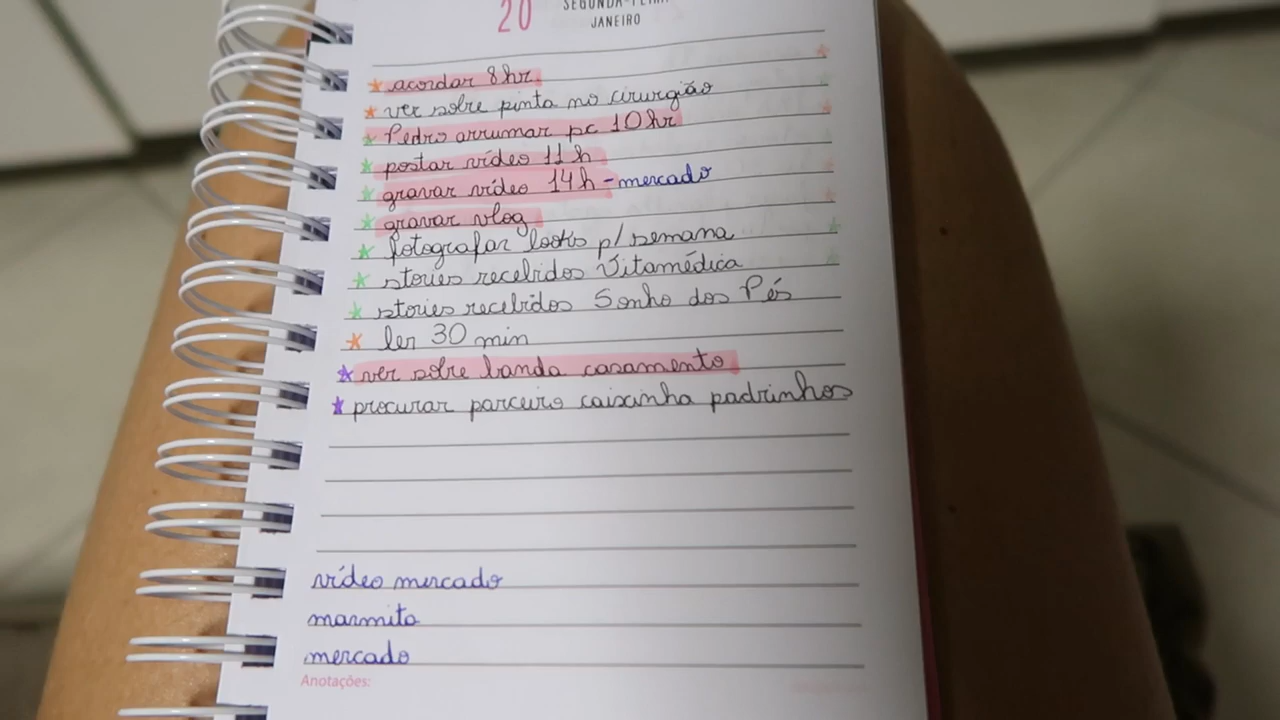 20 SEGUNDA-FEIRA
JANEIRO
acordar 8hr
ver sobre pinta no cirurgião
Pedro arrumar pc 10hr
postar vídeo 11h
gravar vídeo 14h - mercado
gravar vlog
fotografar looks p/ semana
stories recebidos Vitamédica
stories recebidos Sonho dos Pés
ler 30 min
ver sobre banda casamento
procurar parceiro caixinha padrinhos
vídeo mercado
marmita
mercado
Anotações: